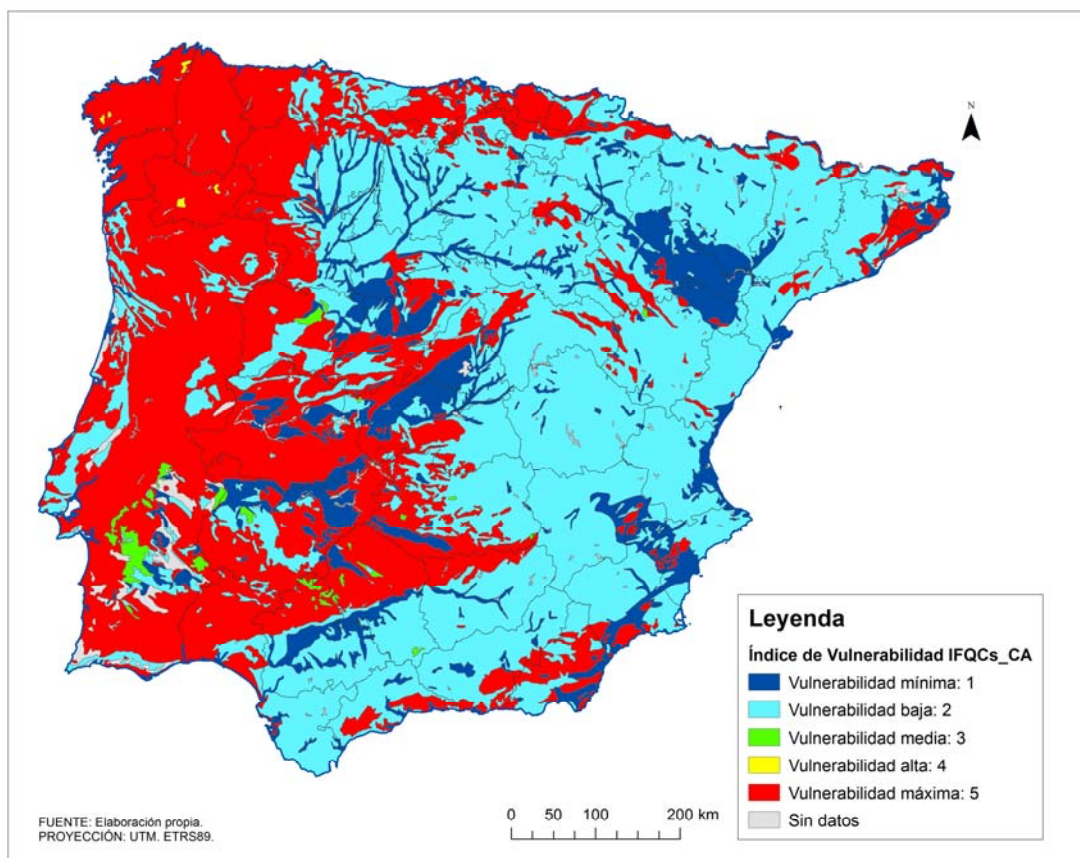 N
Leyenda
Índice de Vulnerabilidad IFQCs_CA
Vulnerabilidad mínima: 1
Vulnerabilidad baja: 2
Vulnerabilidad media: 3
Vulnerabilidad alta: 4
Vulnerabilidad máxima: 5
Sin datos
0 50 100 200 km
FUENTE: Elaboración propia.
PROYECCIÓN: UTM. ETRS89.